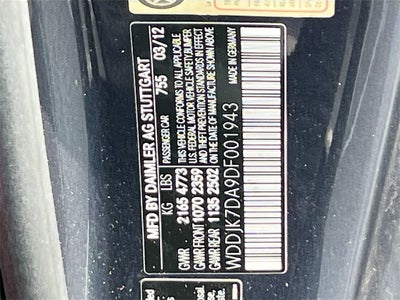 MFD BY DAIMLER AG STUTTGART
PASSENGER CAR 755 03/12
THIS VEHICLE CONFORMS TO ALL APPLICABLE
U.S. FEDERAL MOTOR VEHICLE SAFETY,BUMPER
AND THEFT PREVENTION STANDARDS IN EFFECT
ON THE DATE OF MANUFACTURE SHOWN ABOVE
KG LBS
GVWR 2165 4773
GAWR FRONT 1070 2359
GAWR REAR 1135 2502
WDDJK7DA9DF001943
MADE IN GERMANY